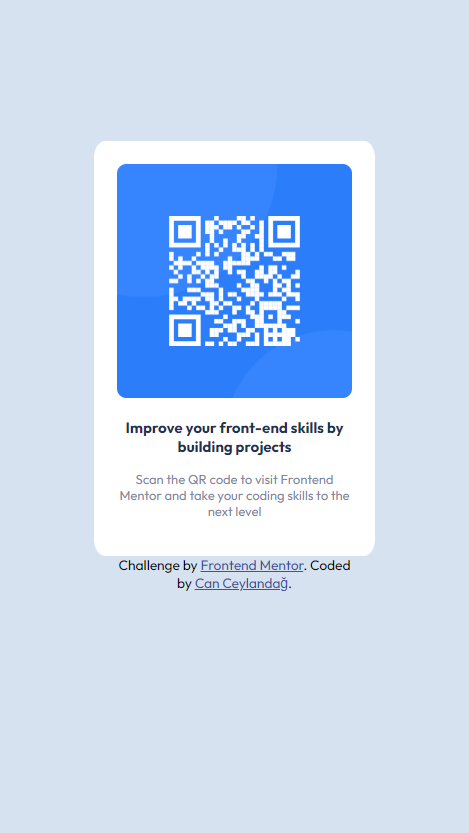 Improve your front-end skills by
building projects
Scan the QR code to visit Frontend
Mentor and take your coding skills to the
next level
Challenge by Frontend Mentor. Coded
by Can Ceylandağ.